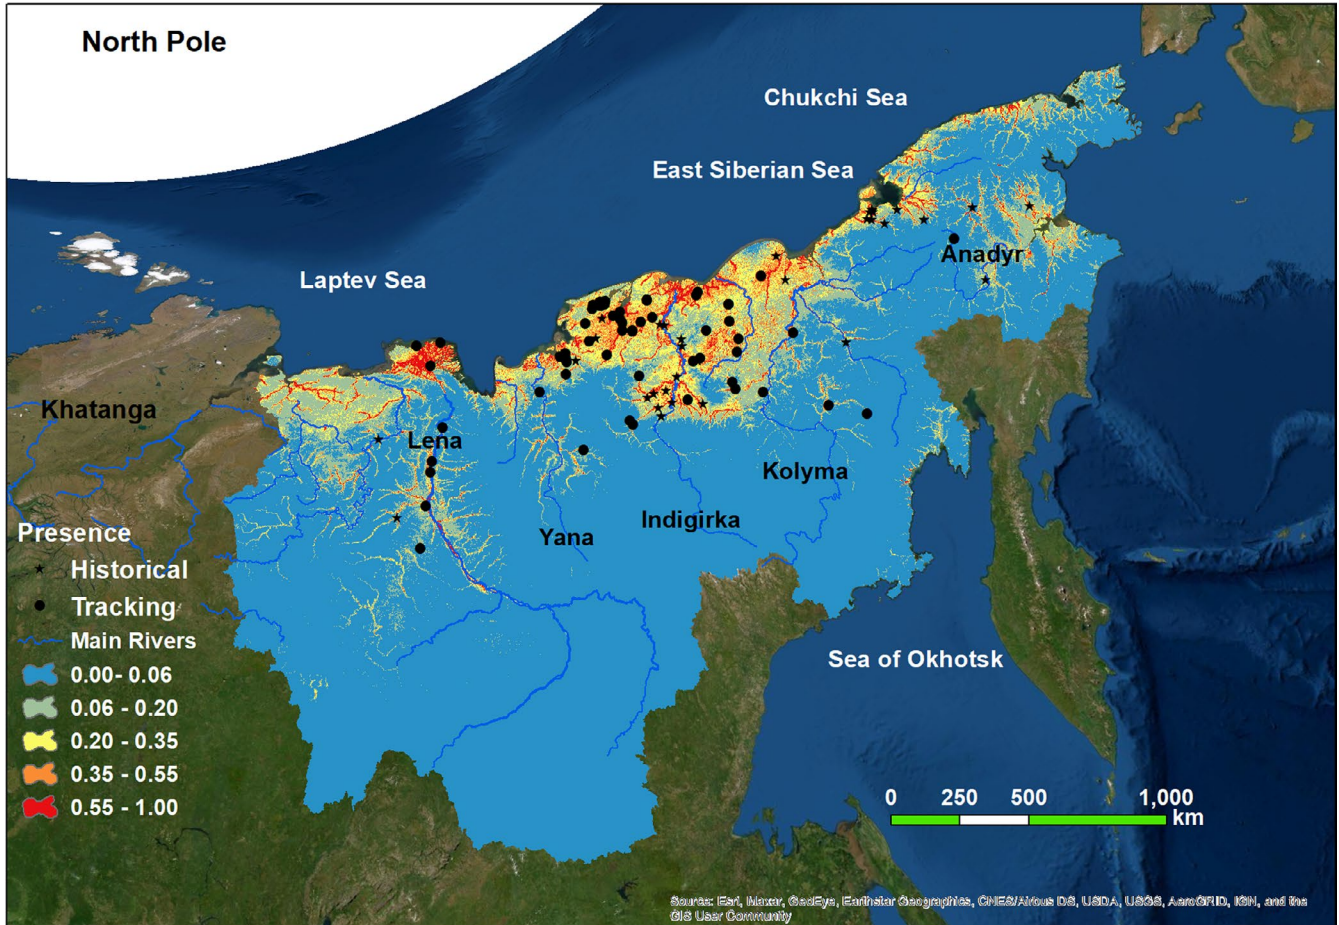 North Pole
Chukchi Sea
East Siberian Sea
Laptev Sea
Anadyr
Khatanga
Lena
Kolyma
Yana
Indigirka
Presence
Historical
Tracking
Main Rivers
0.00- 0.06
0.06 - 0.20
0.20 - 0.35
0.35 - 0.55
0.55 - 1.00
Sea of Okhotsk
0 250 500 1,000
km
Source: Esri, Maxar, GeoEye, Earthstar Geographics, CNES/Airbus DS, USDA, USGS, AeroGRID, IGN, and the
GIS User Community